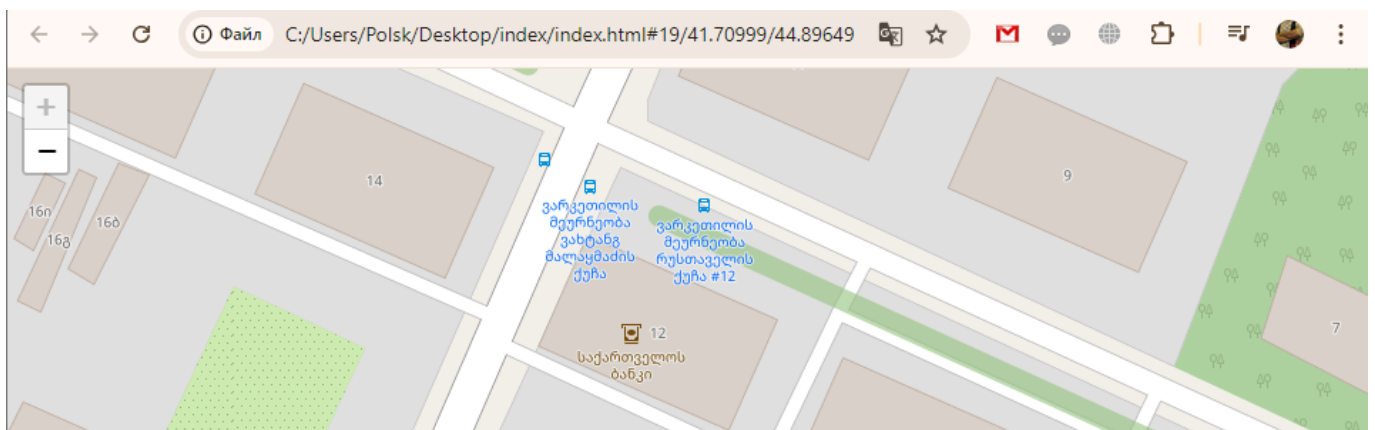 Файл C:/Users/Polsk/Desktop/index/index.html#19/41.70999/44.89649
+
−
14
9
16ი
16გ
16ბ
ვარკეთილის
მეურნეობა
ვახტანგ
მალაყმაძის
ქუჩა
ვარკეთილის
მეურნეობა
რუსთაველის
ქუჩა #12
12
საქართველოს
ბანკი
7